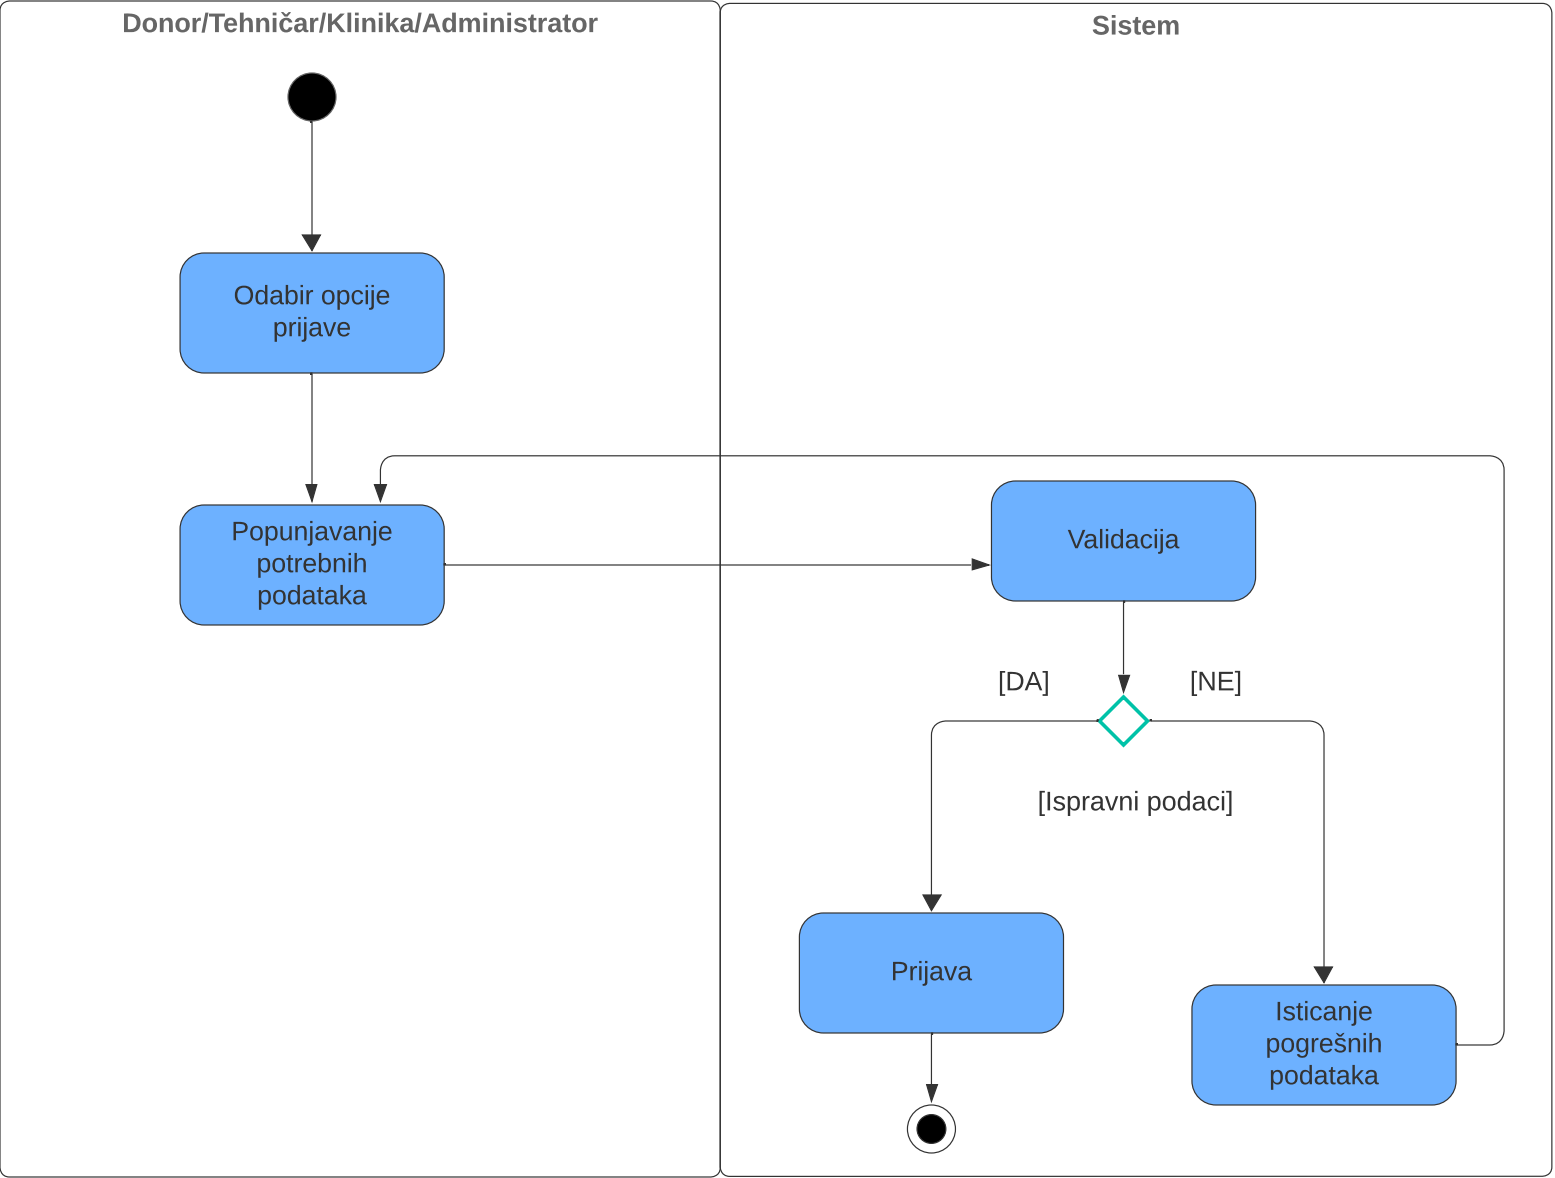 Donor/Tehničar/Klinika/Administrator
Sistem
Odabir opcije
prijave
Popunjavanje
potrebnih
podataka
Validacija
[DA]
[NE]
[Ispravni podaci]
Prijava
Isticanje
pogrešnih
podataka